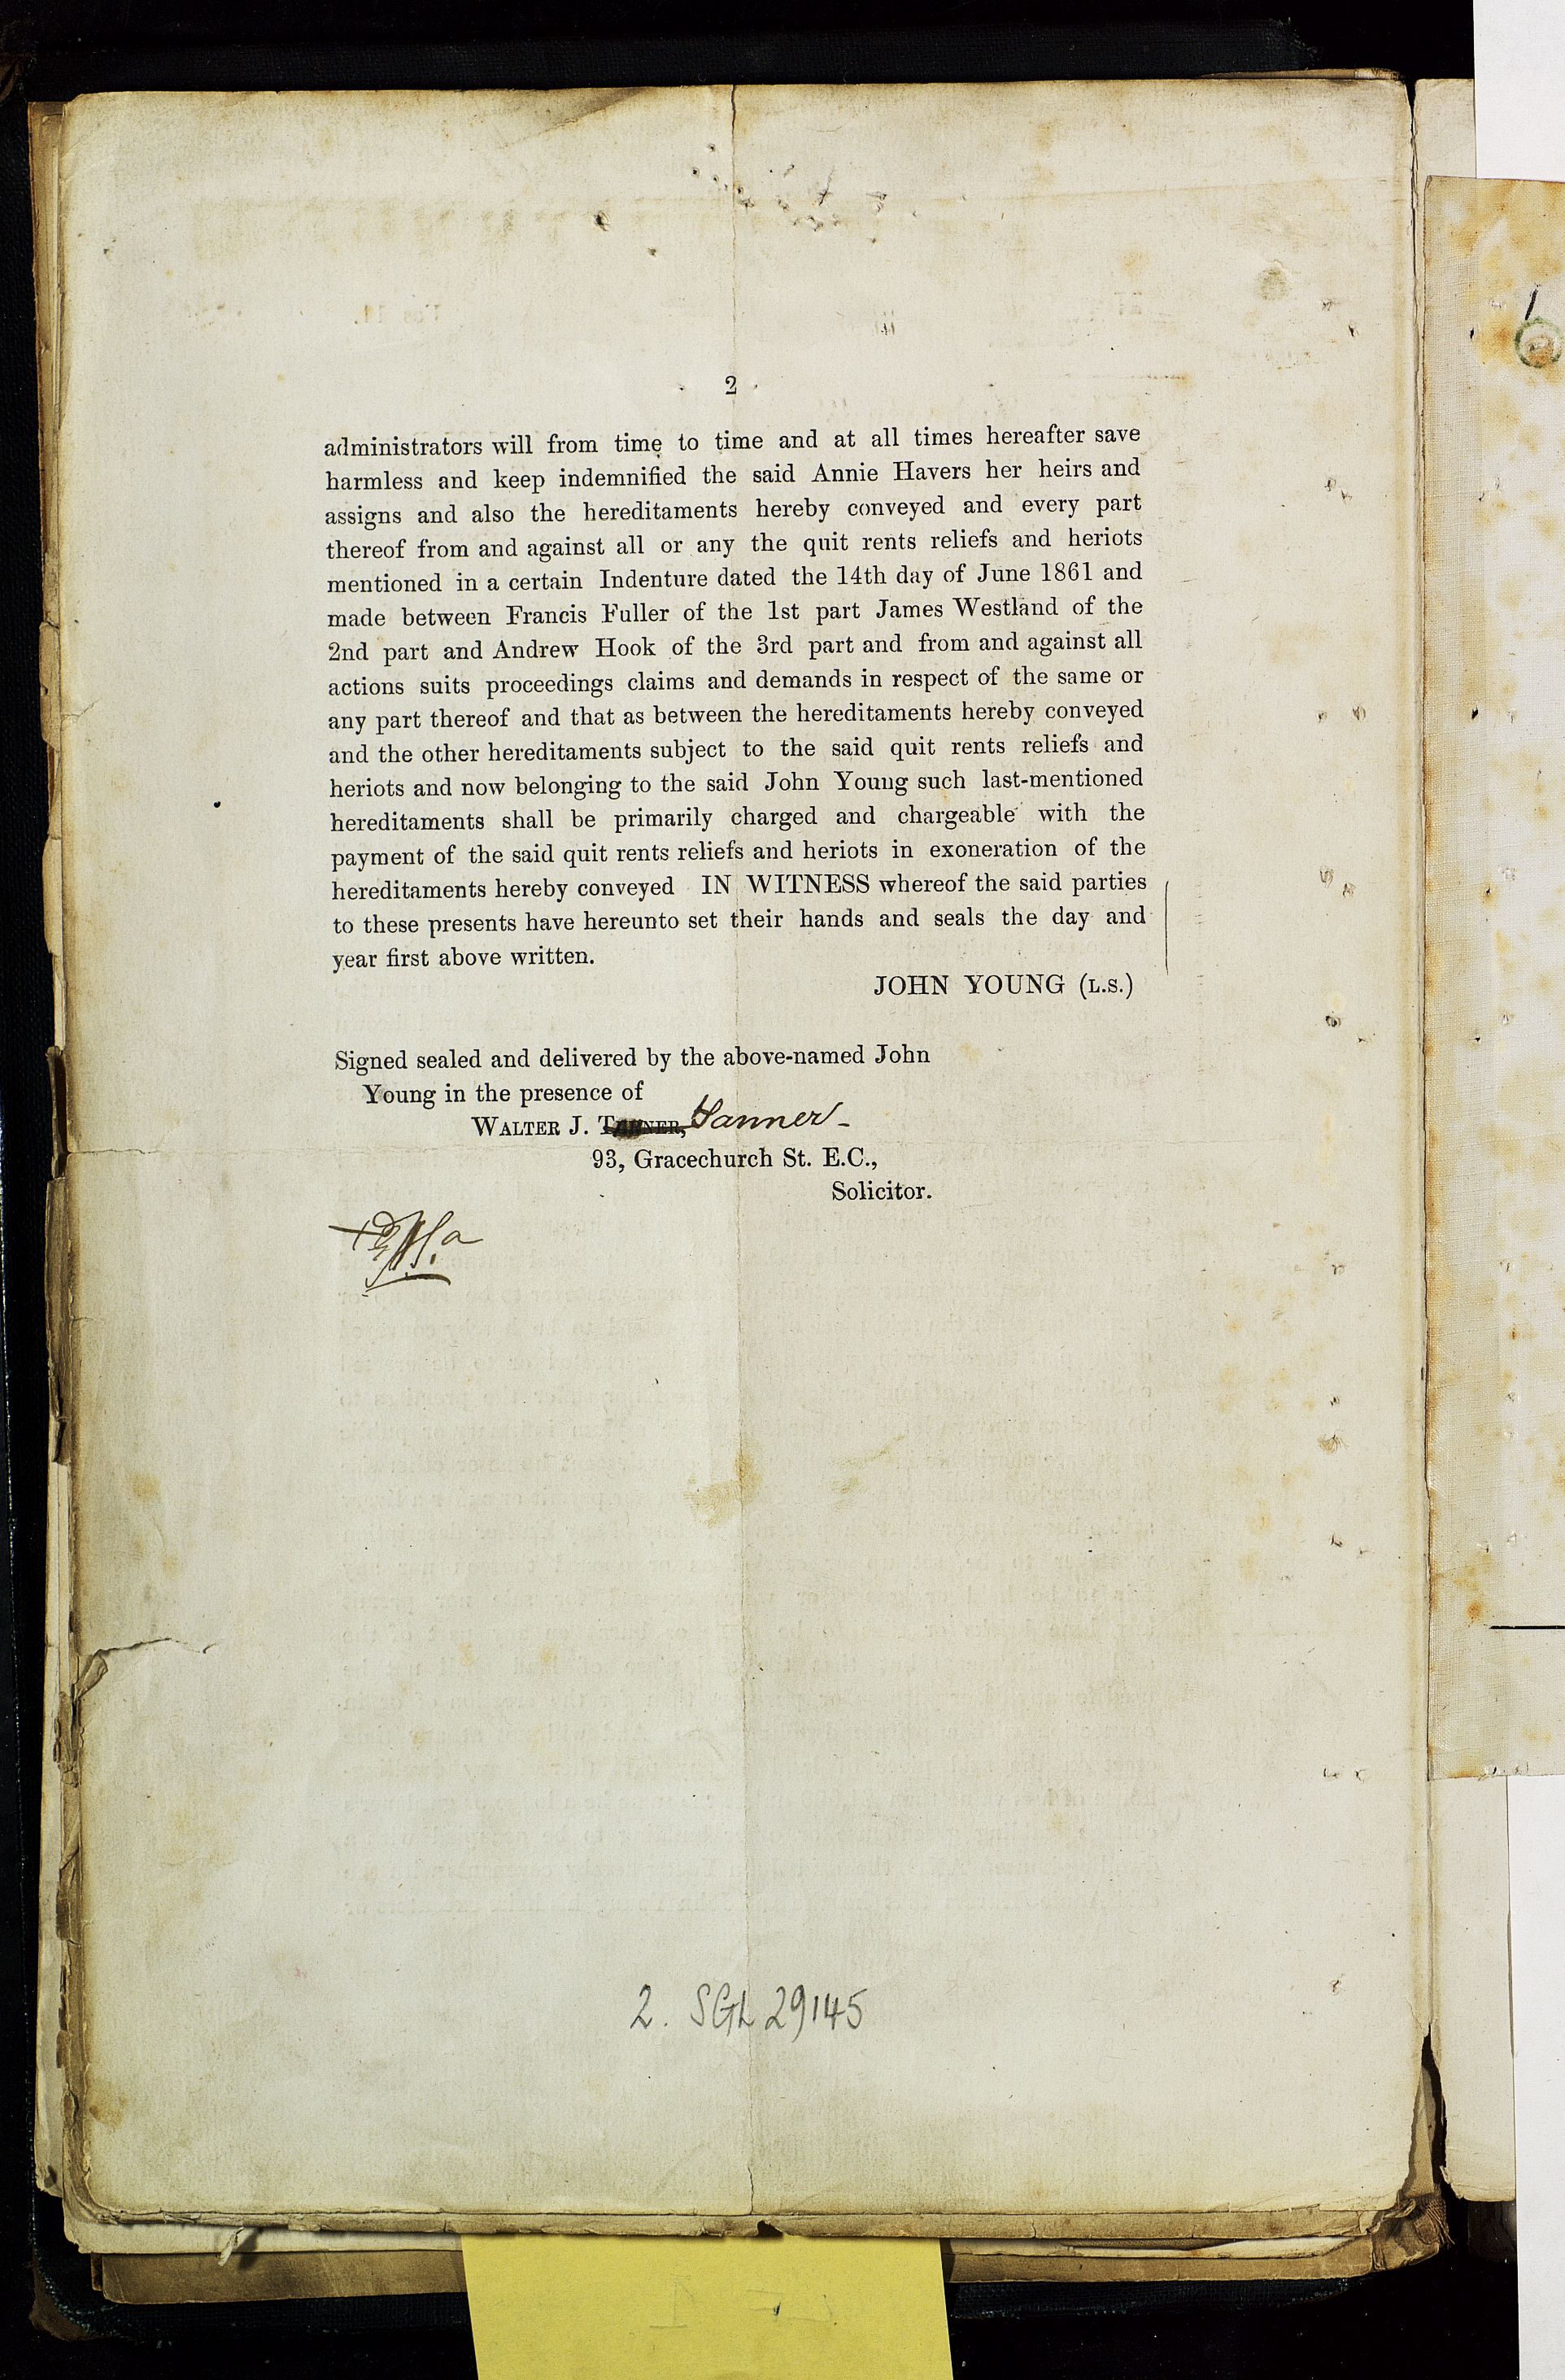 2
administrators will from time to time and at all times hereafter save
harmless and keep indemnified the said Annie Havers her heirs and
assigns and also the hereditaments hereby conveyed and every part
thereof from and against all or any the quit rents reliefs and heriots
mentioned in a certain Indenture dated the 14th day of June 1861 and
made between Francis Fuller of the 1st part James Westland of the
2nd part and Andrew Hook of the 3rd part and from and against all
actions suits proceedings claims and demands in respect of the same or
any part thereof and that as between the hereditaments hereby conveyed
and the other hereditaments subject to the said quit rents reliefs and
heriots and now belonging to the said John Young such last-mentioned
hereditaments shall be primarily charged and chargeable with the
payment of the said quit rents reliefs and heriots in exoneration of the
hereditaments hereby conveyed IN WITNESS whereof the said parties
to these presents have hereunto set their hands and seals the day and
year first above written.
JOHN YOUNG (L.S.)
Signed sealed and delivered by the above-named John
Young in the presence of
WALTER J.
93, Gracechurch St. E.C.,
Solicitor.
2. SGL 29145